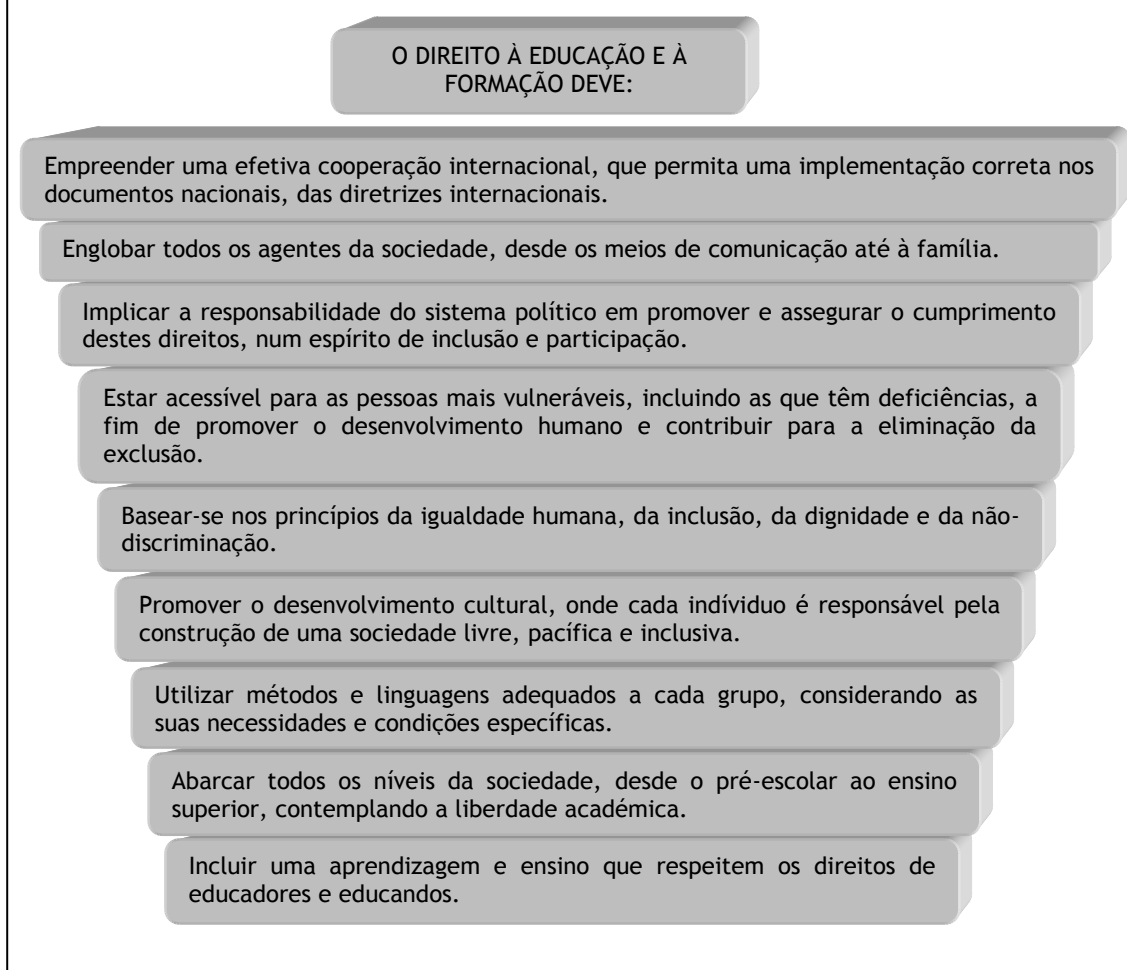 O DIREITO À EDUCAÇÃO E À
FORMAÇÃO DEVE:
Empreender uma efetiva cooperação internacional, que permita uma implementação correta nos
documentos nacionais, das diretrizes internacionais.
Englobar todos os agentes da sociedade, desde os meios de comunicação até à família.
Implicar a responsabilidade do sistema político em promover e assegurar o cumprimento
destes direitos, num espírito de inclusão e participação.
Estar acessível para as pessoas mais vulneráveis, incluindo as que têm deficiências, a
fim de promover o desenvolvimento humano e contribuir para a eliminação da
exclusão.
Basear-se nos princípios da igualdade humana, da inclusão, da dignidade e da não-
discriminação.
Promover o desenvolvimento cultural, onde cada indíviduo é responsável pela
construção de uma sociedade livre, pacífica e inclusiva.
Utilizar métodos e linguagens adequados a cada grupo, considerando as
suas necessidades e condições específicas.
Abarcar todos os níveis da sociedade, desde o pré-escolar ao ensino
superior, contemplando a liberdade académica.
Incluir uma aprendizagem e ensino que respeitem os direitos de
educadores e educandos.